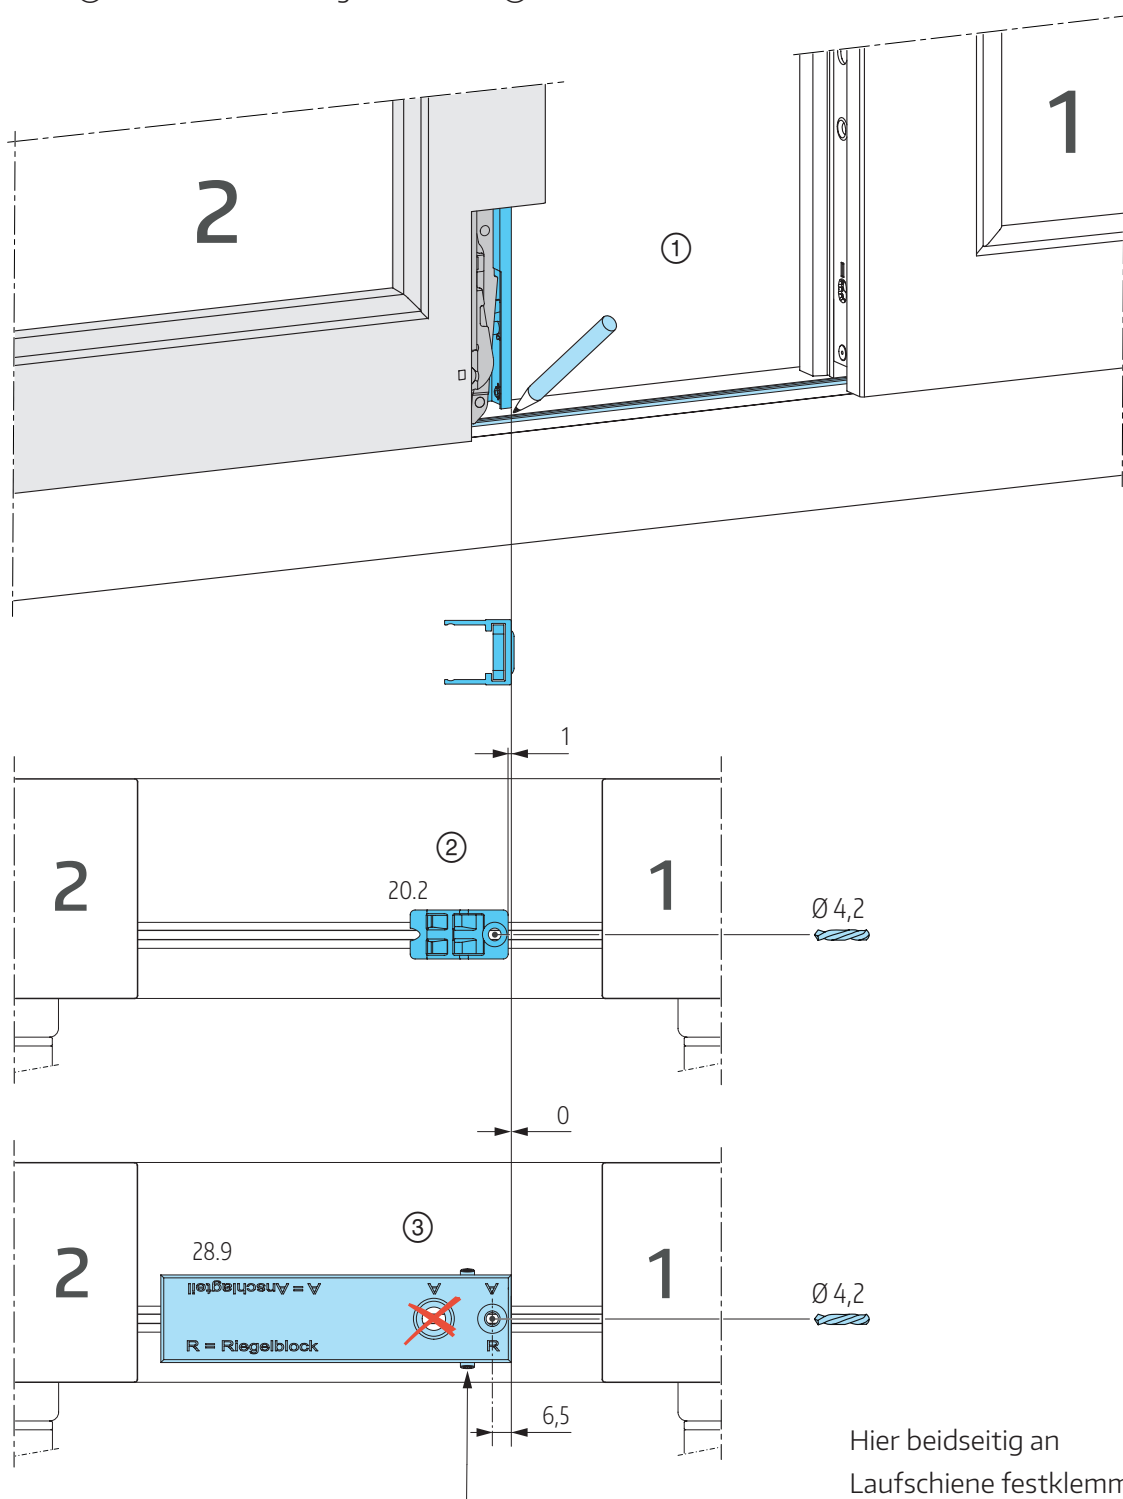 2
1
1
1
2
20.2
2
1
Ø 4,2
0
3
28.9
2
1
A = Anschlagteil
A
A
R = Riegelblock
R
Ø 4,2
6,5
Hier beidseitig an
Laufschiene festklemm